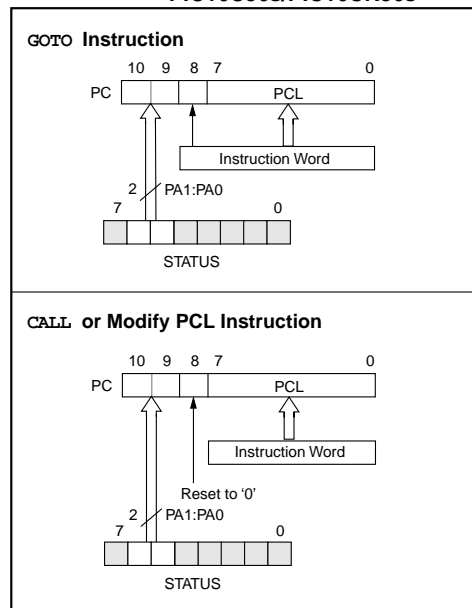 GOTO Instruction
10 9 8 7 0
PC PCL
Instruction Word
2 PA1:PA0
7 0
STATUS
CALL or Modify PCL Instruction
10 9 8 7 0
PC PCL
Instruction Word
Reset to ‘0’
2 PA1:PA0
7 0
STATUS